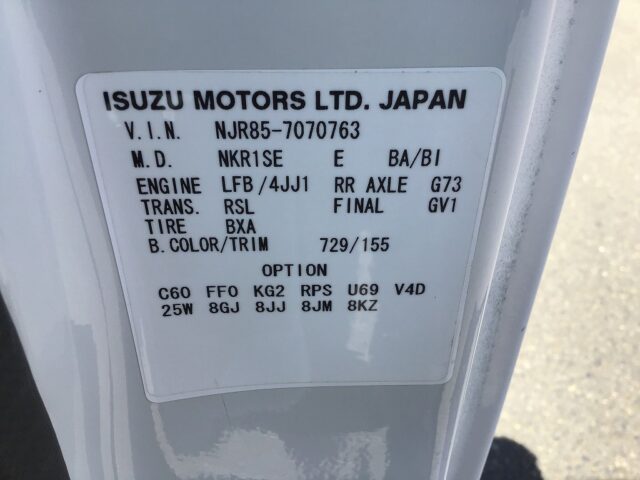 ISUZU MOTORS LTD. JAPAN
V.I.N. NJR85-7070763
M.D. NKR1SE E BA/BI
ENGINE LFB/4JJ1 RR AXLE G73
TRANS. RSL FINAL GV1
TIRE BXA
B.COLOR/TRIM 729/155
OPTION
C60 FF0 KG2 RPS U69 V4D
25W 8GJ 8JJ 8JM 8KZ